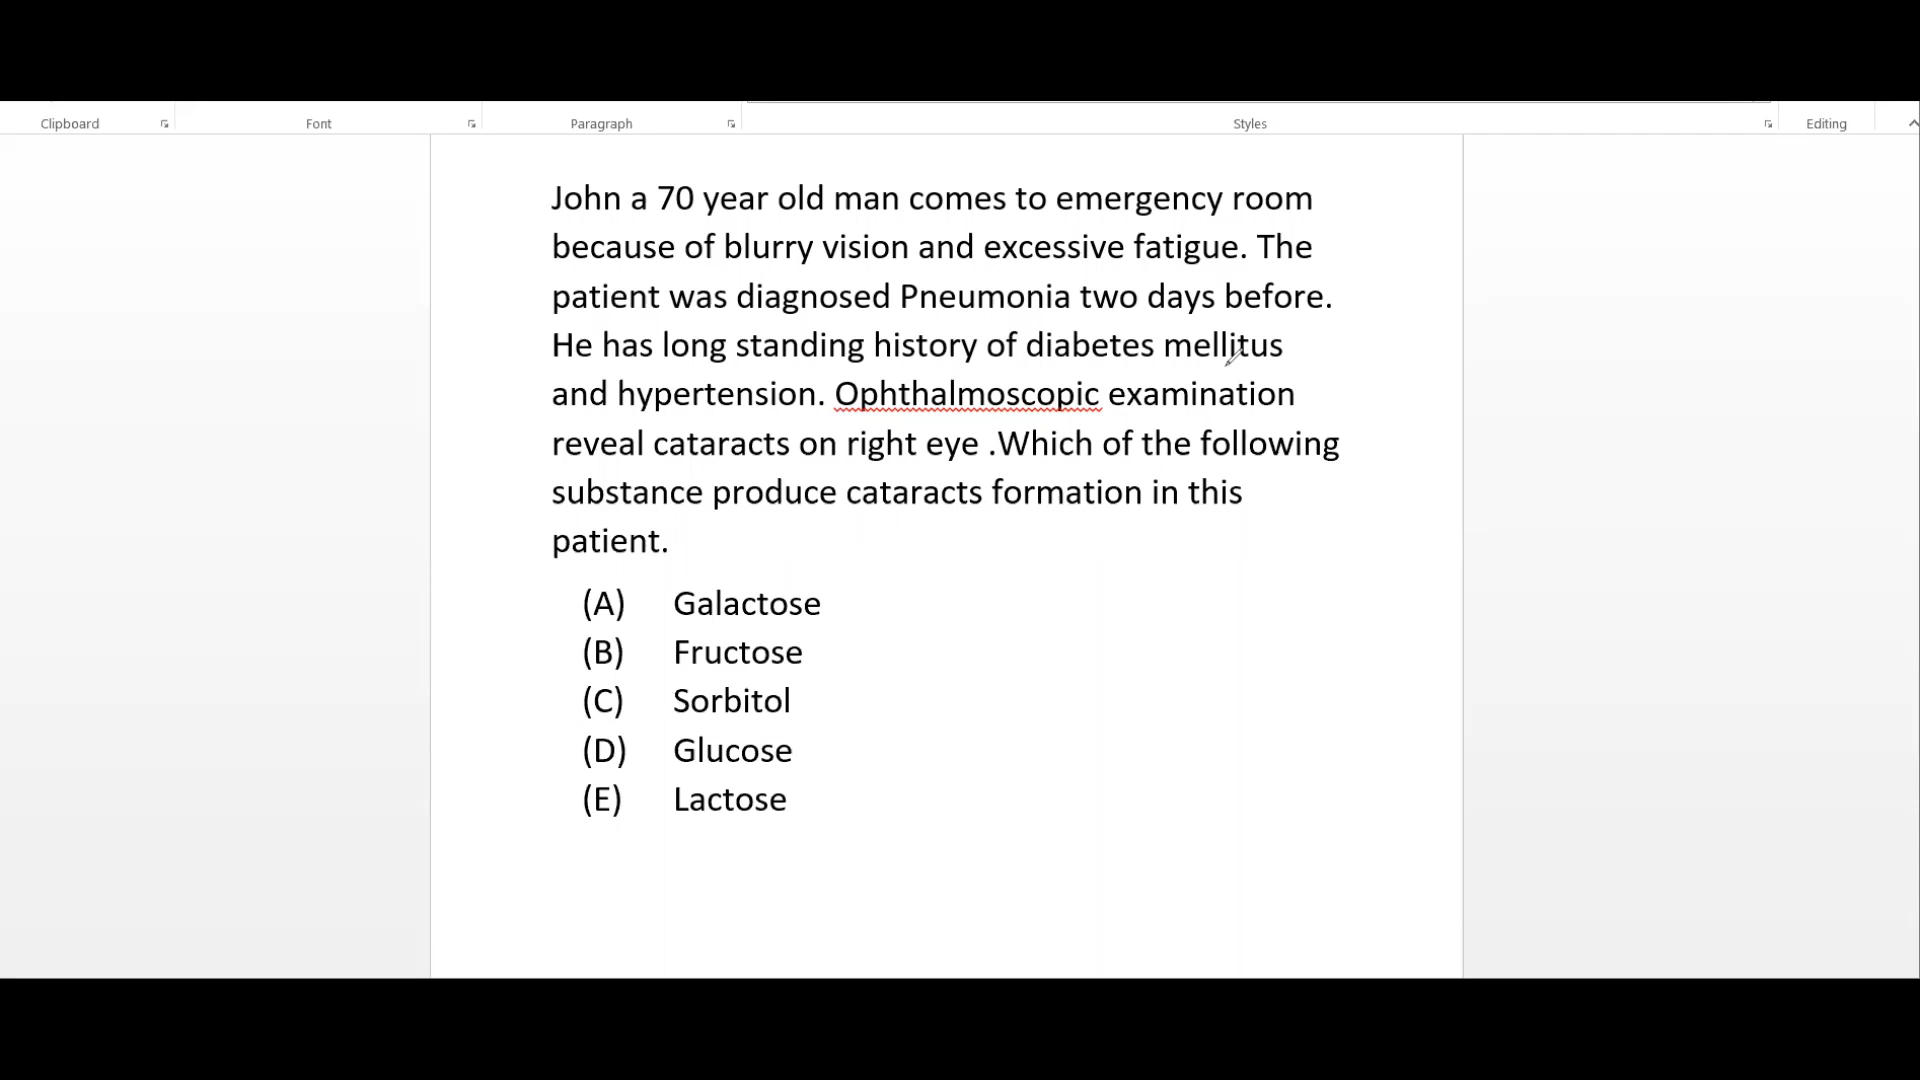 Clipboard Font Paragraph Styles Editing
John a 70 year old man comes to emergency room
because of blurry vision and excessive fatigue. The
patient was diagnosed Pneumonia two days before.
He has long standing history of diabetes mellitus
and hypertension. Ophthalmoscopic examination
reveal cataracts on right eye .Which of the following
substance produce cataracts formation in this
patient.
(A) Galactose
(B) Fructose
(C) Sorbitol
(D) Glucose
(E) Lactose